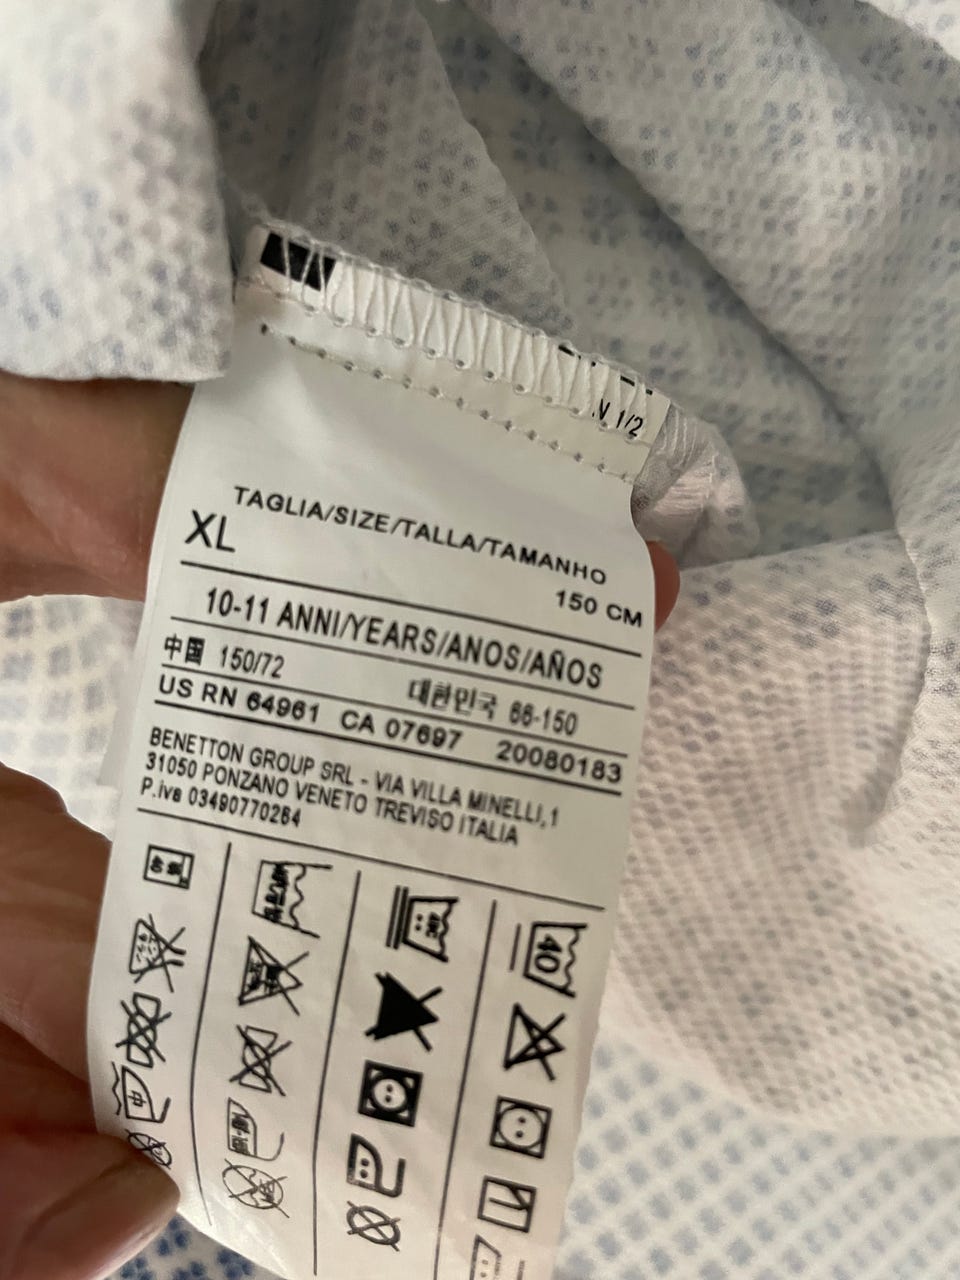 N 1/2
TAGLIA/SIZE/TALLA/TAMANHO
XL
150 CM
10-11 ANNI/YEARS/ANOS/AÑOS
中国 150/72 대한민국 66-150
US RN 64961 CA 07697 20080183
BENETTON GROUP SRL - VIA VILLA MINELLI,1
31050 PONZANO VENETO TREVISO ITALIA
P.iva 03490770264
40
中